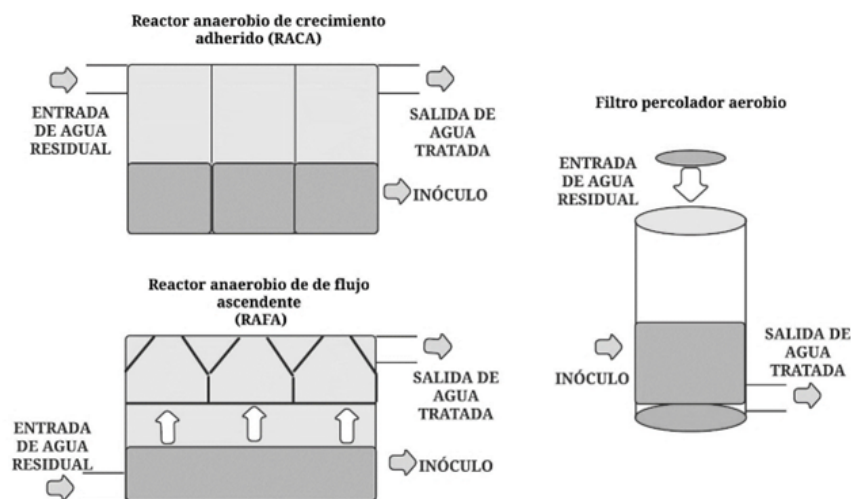 Reactor anaerobio de crecimiento
adherido (RACA)
ENTRADA
DE AGUA
RESIDUAL
SALIDA DE
AGUA
TRATADA
INÓCULO
Reactor anaerobio de de flujo
ascendente
(RAFA)
SALIDA DE
AGUA
TRATADA
ENTRADA
DE AGUA
RESIDUAL
INÓCULO
Filtro percolador aerobio
ENTRADA
DE AGUA
RESIDUAL
INÓCULO
SALIDA DE
AGUA
TRATADA